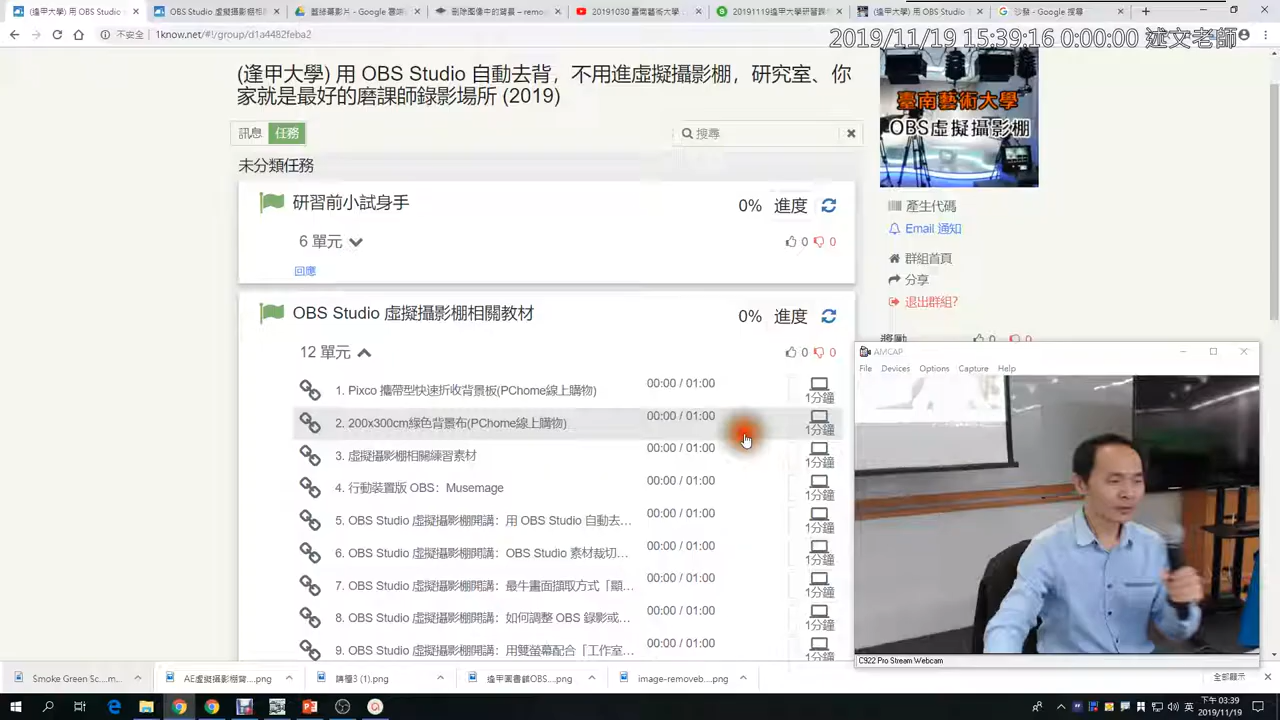 (逢甲大學) 用 OBS Stu
OBS Studio 虛擬攝影棚相關
藍綠攝影片 - Google 雲端
刪除圖像中的背景 – remo
20191030 臺南藝術大學
20191119逢甲大學研習課
(逢甲大學) 用 OBS Stu
沙發 - Google 搜尋
不安全 | 1know.net/#!/group/d1a4482feba2
2019/11/19 15:39:16 0:00:00 述文老師
(逢甲大學) 用 OBS Studio 自動去背，不用進虛擬攝影棚，研究室、你
家就是最好的磨課師錄影場所 (2019)
訊息 任務
搜尋
未分類任務
研習前小試身手
0% 進度
6 單元
0 0
回應
OBS Studio 虛擬攝影棚相關教材
0% 進度
12 單元
0 0
1. Pixco 攜帶型快速折收背景板(PChome線上購物) 00:00 / 01:00 1分鐘
2. 200x300cm綠色背景布(PChome線上購物) 00:00 / 01:00 1分鐘
3. 虛擬攝影棚相關練習素材 00:00 / 01:00 1分鐘
4. 行動裝置版 OBS：Musemage 00:00 / 01:00 1分鐘
5. OBS Studio 虛擬攝影棚開講：用 OBS Studio 自動去... 00:00 / 01:00 1分鐘
6. OBS Studio 虛擬攝影棚開講：OBS Studio 素材裁切... 00:00 / 01:00 1分鐘
7. OBS Studio 虛擬攝影棚開講：最牛畫面擷取方式「顯... 00:00 / 01:00 1分鐘
8. OBS Studio 虛擬攝影棚開講：如何調整 OBS 錄影或... 00:00 / 01:00 1分鐘
9. OBS Studio 虛擬攝影棚開講：用雙螢幕配合「工作室... 00:00 / 01:00 1分鐘
臺南藝術大學
OBS虛擬攝影棚
產生代碼
Email 通知
群組首頁
分享
退出群組?
獎勵 0 0
AMCAP
File Devices Options Capture Help
C922 Pro Stream Webcam
Smoke Green Sc....m...
.png
講檯3 (1).png
.png
image-removeb....png
全部顯示
英
下午 03:39
2019/11/19